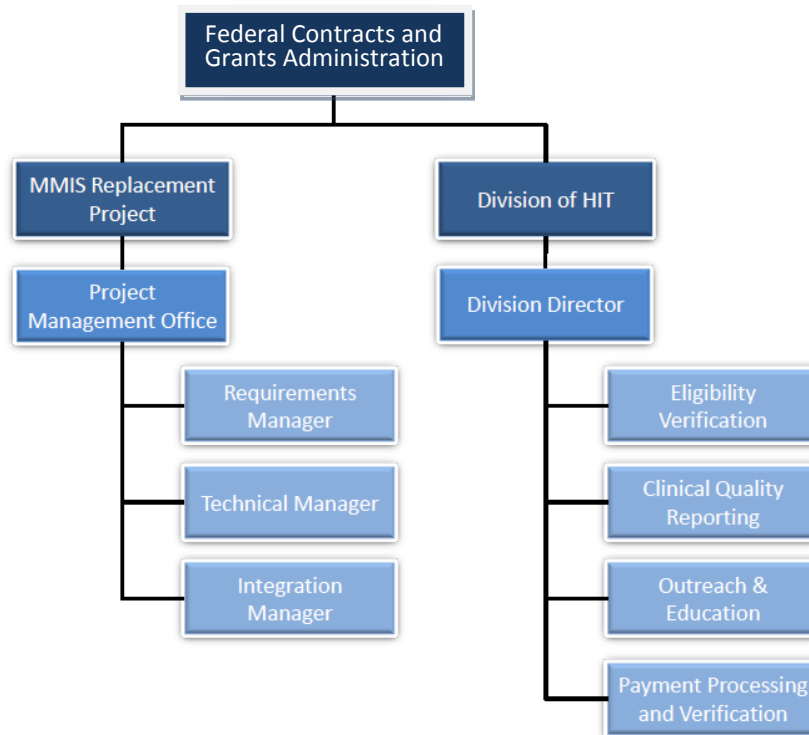 Federal Contracts and
Grants Administration
MMIS Replacement
Project
Division of HIT
Project
Management Office
Division Director
Requirements
Manager
Eligibility
Verification
Technical Manager
Clinical Quality
Reporting
Integration
Manager
Outreach &
Education
Payment Processing
and Verification